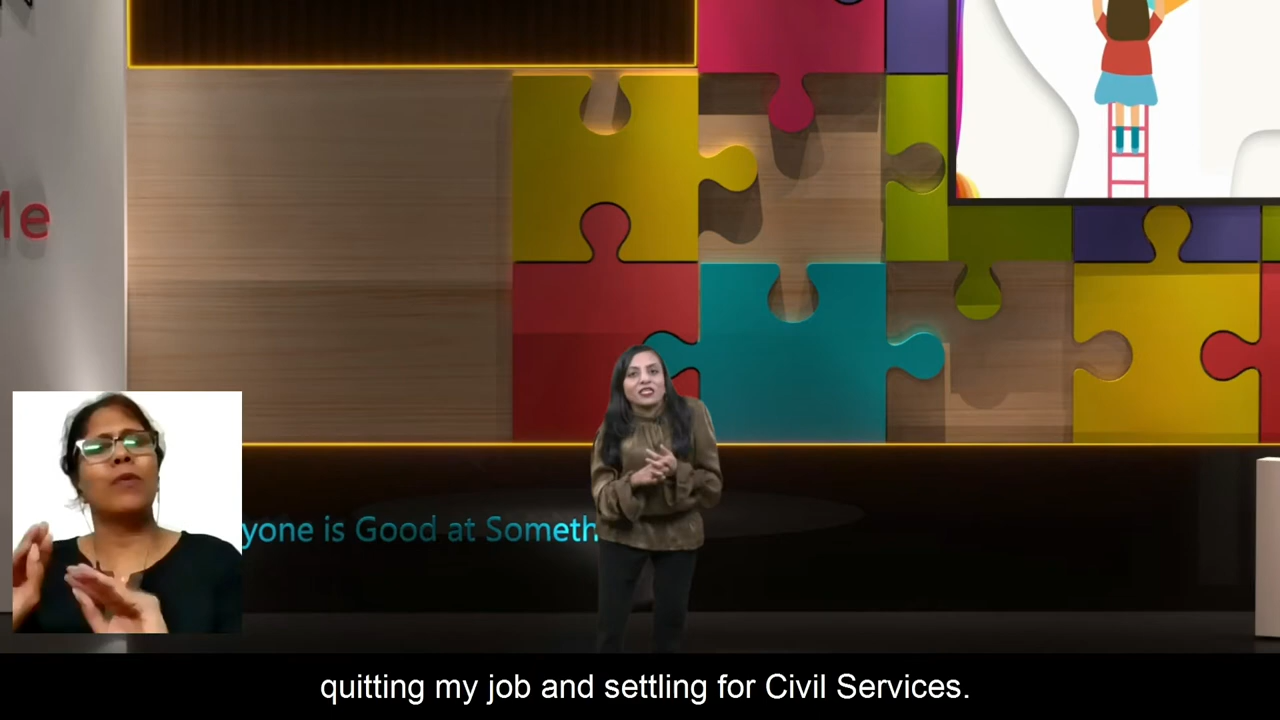 Me
yone is Good at Someth
quitting my job and settling for Civil Services.